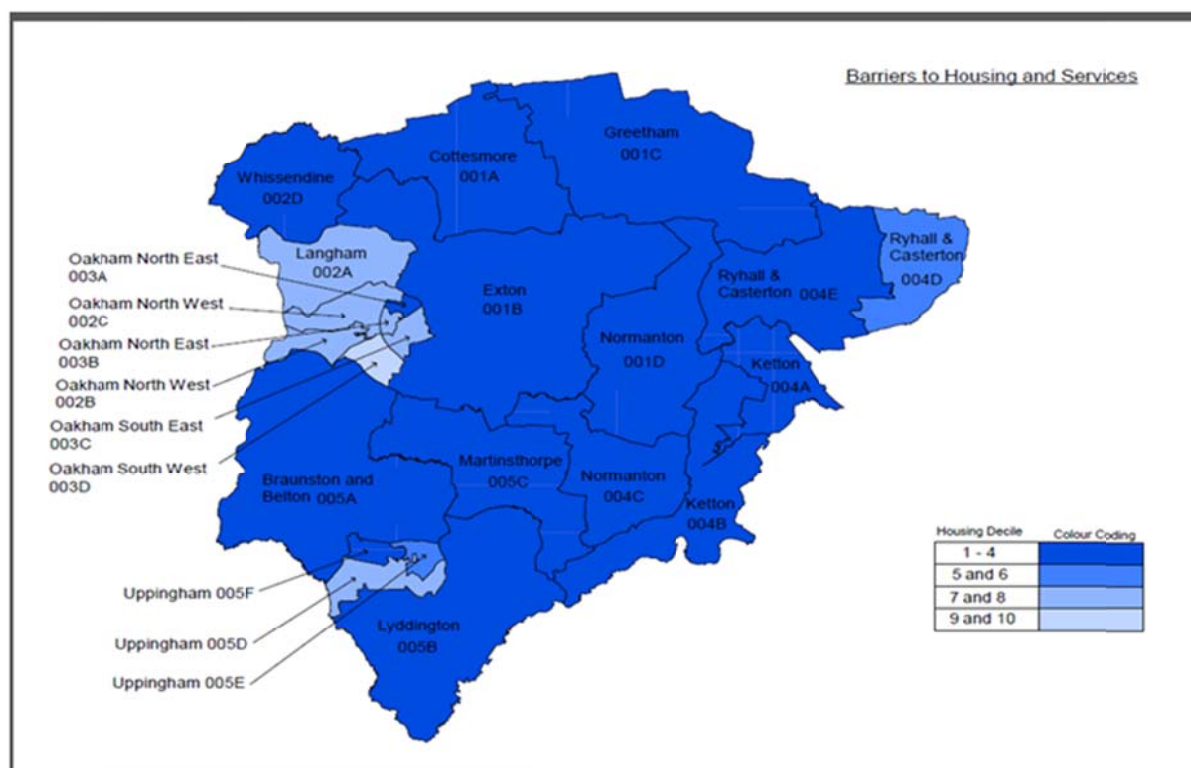 Barriers to Housing and Services
Greetham
001C
Cottesmore
001A
Whissendine
002D
Langham
002A
Ryhall &
Casterton
004D
Oakham North East
003A
Oakham North West
002C
Oakham North East
003B
Oakham North West
002B
Oakham South East
003C
Oakham South West
003D
Exton
001B
Ryhall &
Casterton 004E
Normanton
001D
Ketton
004A
Martinsthorpe
005C
Normanton
004C
Ketton
004B
Braunston and
Belton 005A
Uppingham 005F
Uppingham 005D
Uppingham 005E
Lyddington
005B
Housing Decile Colour Coding
1 - 4
5 and 6
7 and 8
9 and 10